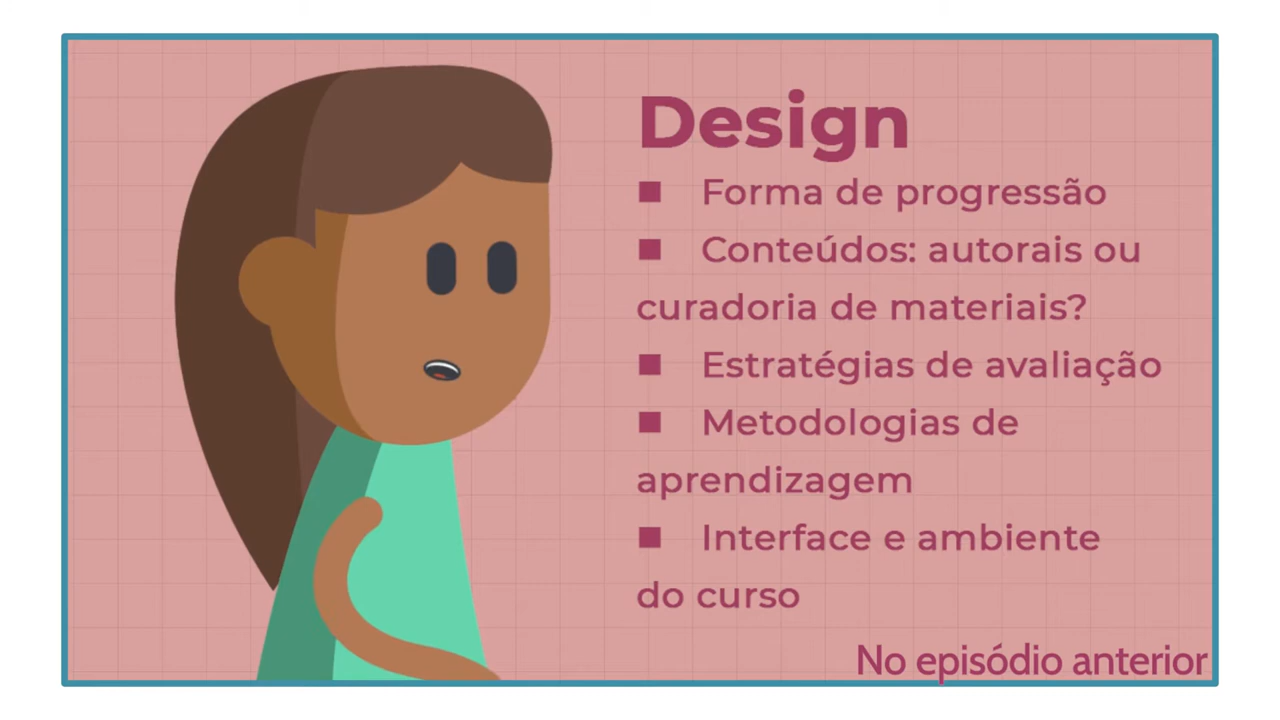 Design
■ Forma de progressão
■ Conteúdos: autorais ou
curadoria de materiais?
■ Estratégias de avaliação
■ Metodologias de
aprendizagem
■ Interface e ambiente
do curso
No episódio anterior